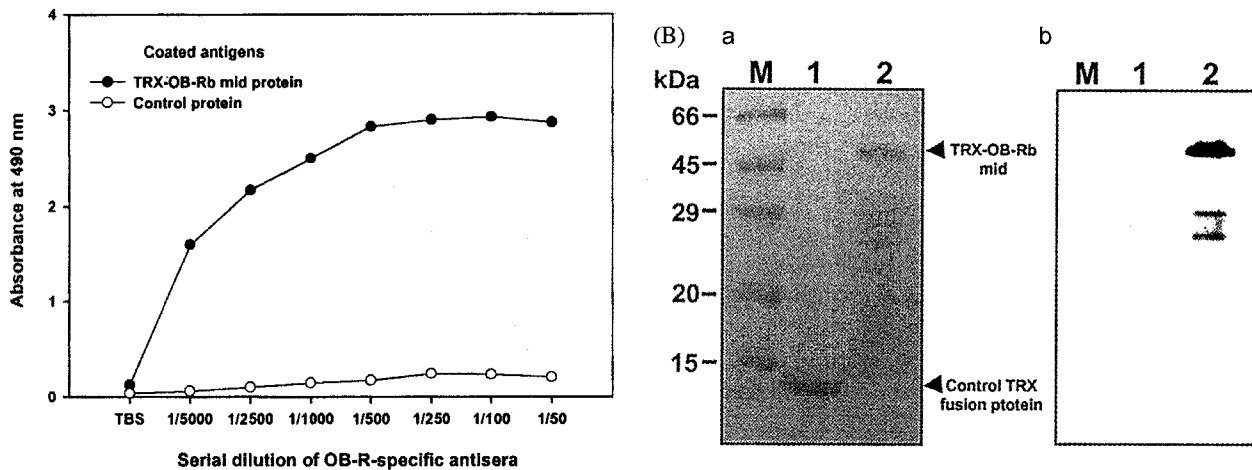 4
3
2
1
0
Absorbance at 490 nm
Coated antigens
TRX-OB-Rb mid protein
Control protein
TBS 1/5000 1/2500 1/1000 1/500 1/250 1/100 1/50
Serial dilution of OB-R-specific antisera
(B) a
kDa M 1 2
66
45
29
20
15
TRX-OB-Rb
mid
Control TRX
fusion ptotein
b
M 1 2